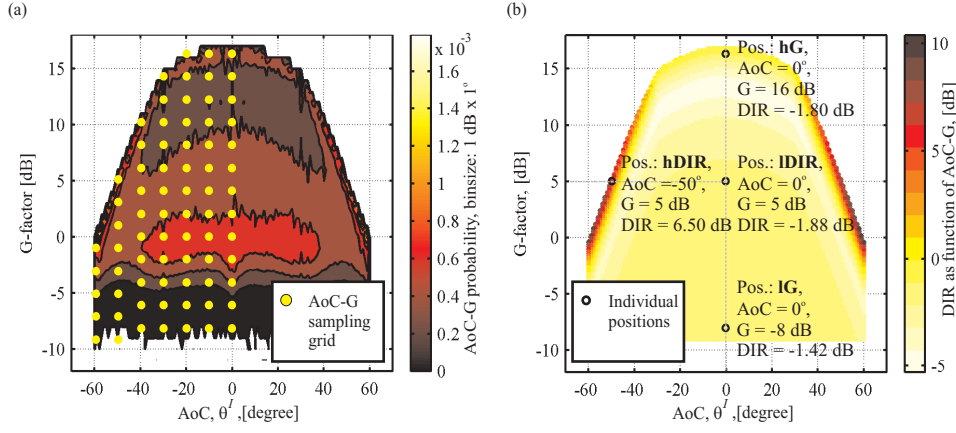 (a)
x 10^-3
15
10
5
0
-5
-10
G-factor [dB]
-60 -40 -20 0 20 40 60
AoC, θ^I ,[degree]
AoC-G
sampling
grid
1.6
1.4
1.2
1
0.8
0.6
0.4
0.2
0
AoC-G probability, binsize: 1 dB x 1°
(b)
15
10
5
0
-5
-10
G-factor, [dB]
Pos.: hG,
AoC = 0°,
G = 16 dB
DIR = -1.80 dB
Pos.: hDIR,
AoC =-50°,
G = 5 dB
DIR = 6.50 dB
Pos.: lDIR,
AoC = 0°,
G = 5 dB
DIR = -1.88 dB
Pos.: lG,
AoC = 0°,
G = -8 dB
DIR = -1.42 dB
Individual
positions
-60 -40 -20 0 20 40 60
AoC, θ^I ,[degree]
10
5
0
-5
DIR as function of AoC-G, [dB]